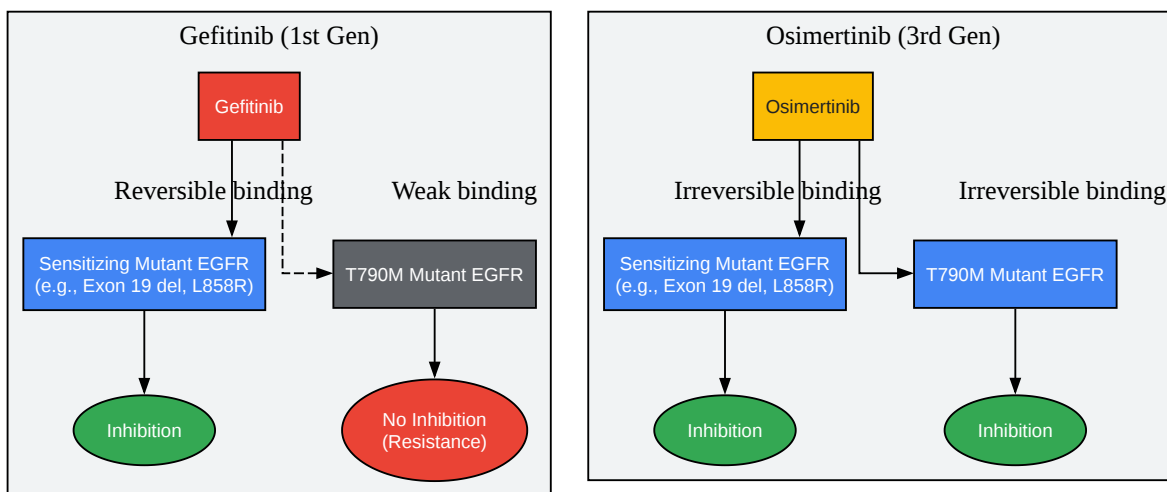 Gefitinib (1st Gen)
Gefitinib
Reversible binding
Weak binding
Sensitizing Mutant EGFR
(e.g., Exon 19 del, L858R)
T790M Mutant EGFR
Inhibition
No Inhibition
(Resistance)
Osimertinib (3rd Gen)
Osimertinib
Irreversible binding
Irreversible binding
Sensitizing Mutant EGFR
(e.g., Exon 19 del, L858R)
T790M Mutant EGFR
Inhibition
Inhibition